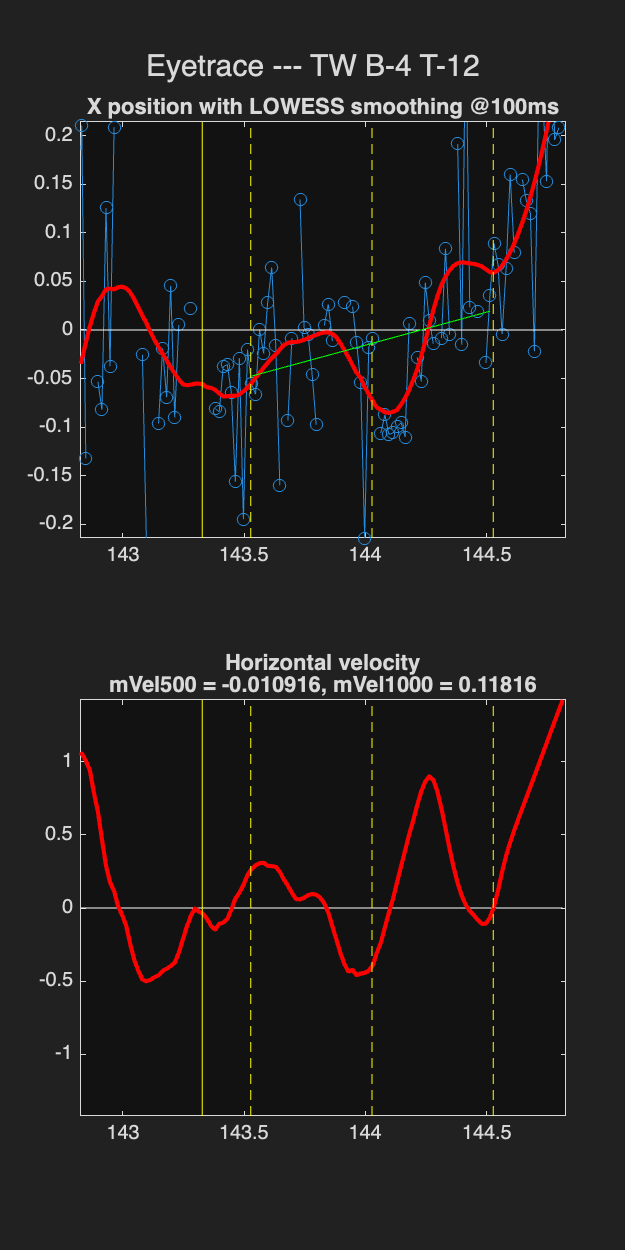 Eyetrace --- TW B-4 T-12
X position with LOWESS smoothing @100ms
0.2
0.15
0.1
0.05
0
-0.05
-0.1
-0.15
-0.2
143 143.5 144 144.5
Horizontal velocity
mVel500 = -0.010916, mVel1000 = 0.11816
1
0.5
0
-0.5
-1
143 143.5 144 144.5